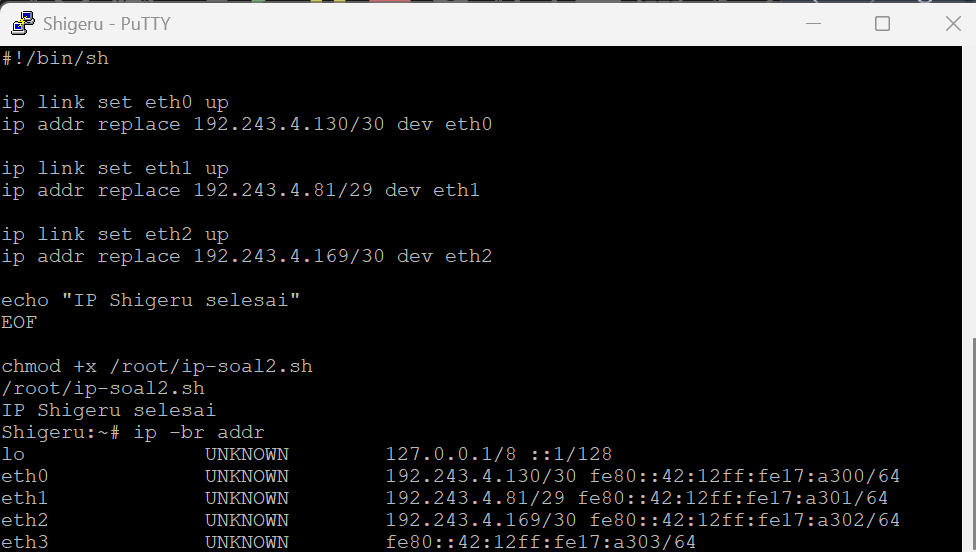 Shigeru - PuTTY
#!/bin/sh
ip link set eth0 up
ip addr replace 192.243.4.130/30 dev eth0
ip link set eth1 up
ip addr replace 192.243.4.81/29 dev eth1
ip link set eth2 up
ip addr replace 192.243.4.169/30 dev eth2
echo "IP Shigeru selesai"
EOF
chmod +x /root/ip-soal2.sh
/root/ip-soal2.sh
IP Shigeru selesai
Shigeru:~# ip -br addr
lo UNKNOWN 127.0.0.1/8 ::1/128
eth0 UNKNOWN 192.243.4.130/30 fe80::42:12ff:fe17:a300/64
eth1 UNKNOWN 192.243.4.81/29 fe80::42:12ff:fe17:a301/64
eth2 UNKNOWN 192.243.4.169/30 fe80::42:12ff:fe17:a302/64
eth3 UNKNOWN fe80::42:12ff:fe17:a303/64